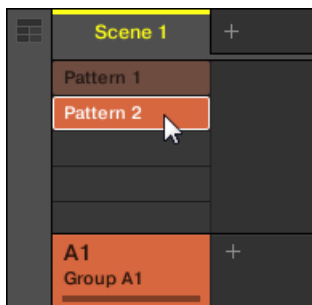 Scene 1
+
Pattern 1
Pattern 2
A1
+
Group A1